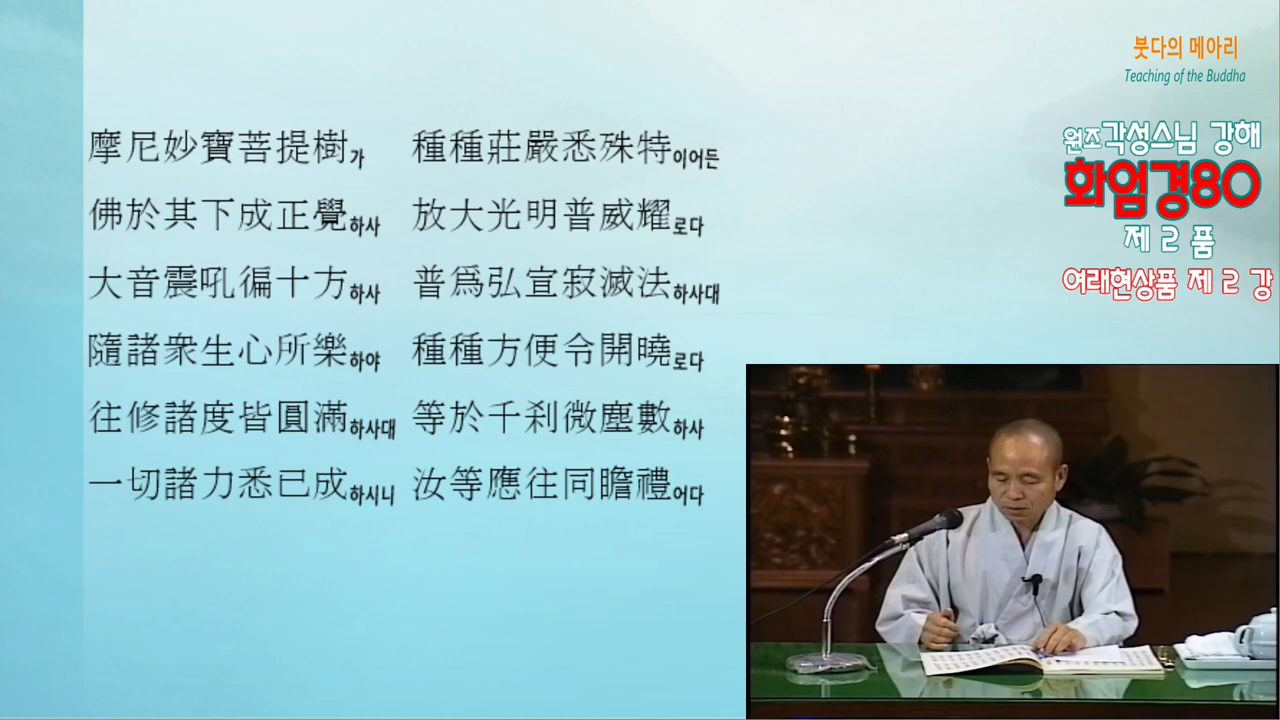 붓다의 메아리
Teaching of the Buddha
원조각성스님 강해
화엄경80
제 2 품
여래현상품 제 2 강
摩尼妙寶菩提樹가 種種莊嚴悉殊特이어든
佛於其下成正覺하사 放大光明普威耀로다
大音震吼徧十方하사 普爲弘宣寂滅法하사대
隨諸衆生心所樂하야 種種方便令開曉로다
往修諸度皆圓滿하사대 等於千刹微塵數하사
一切諸力悉已成하시니 汝等應往同瞻禮어다